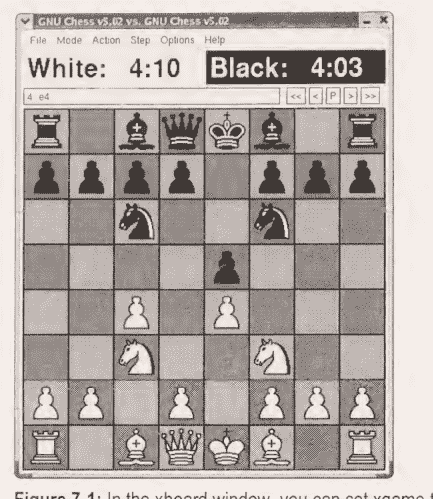 GNU Chess v5.02 vs. GNU Chess v5.02
File Mode Action Step Options Help
White: 4:10 Black: 4:03
4 e4 << < P > >>
Figure 7-1: In the xboard window, you can set xgame t